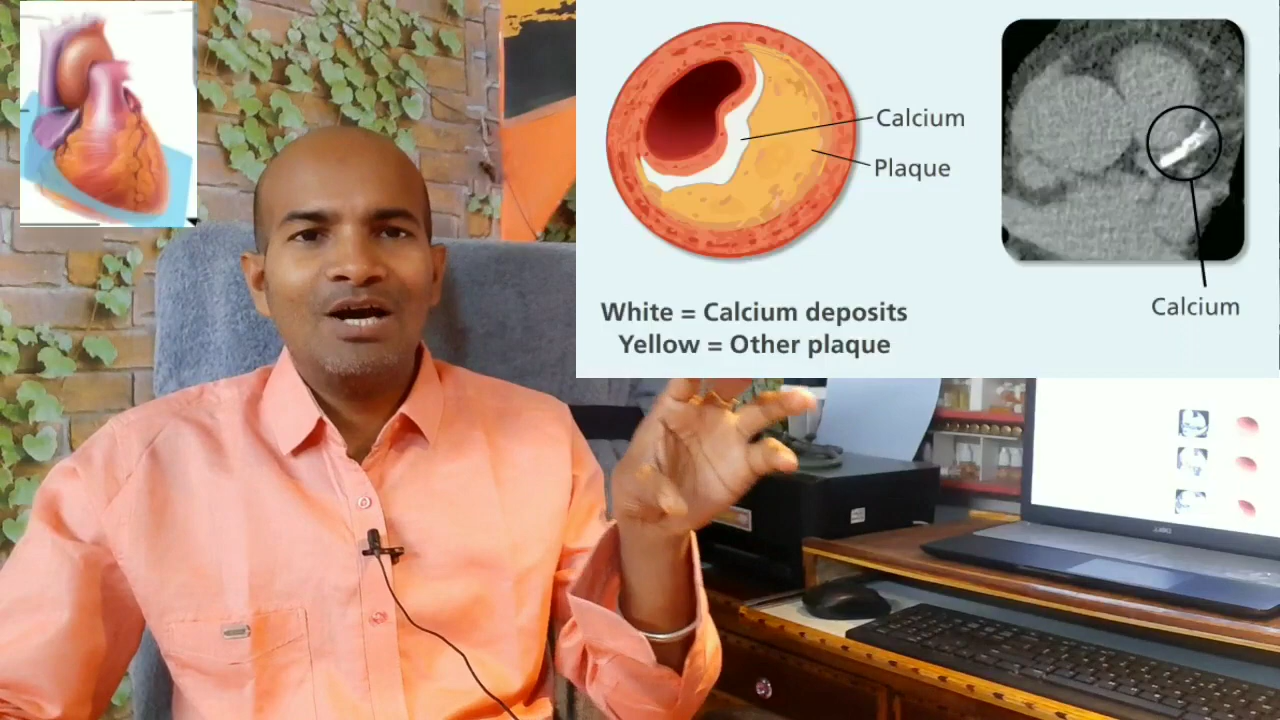 Calcium
Plaque
White = Calcium deposits
Yellow = Other plaque
Calcium